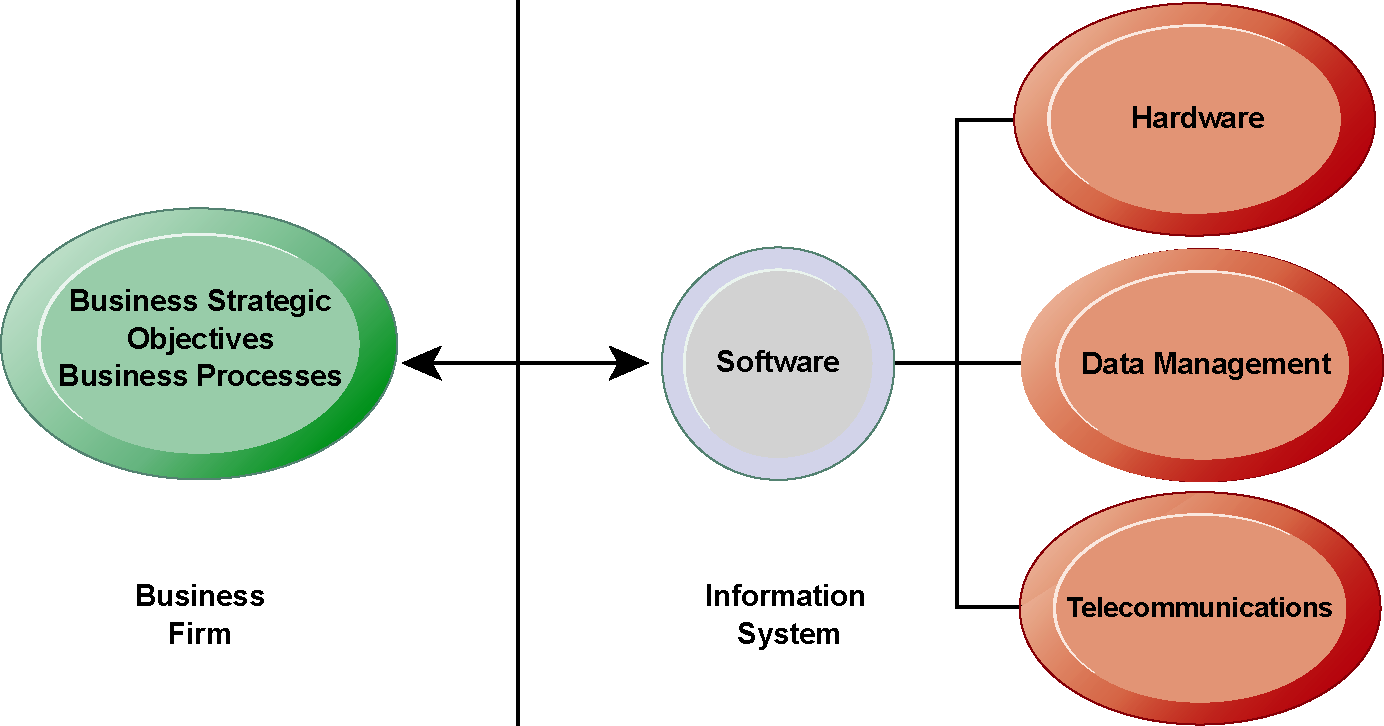 Business Strategic
Objectives
Business Processes
Business
Firm
Software
Information
System
Hardware
Data Management
Telecommunications